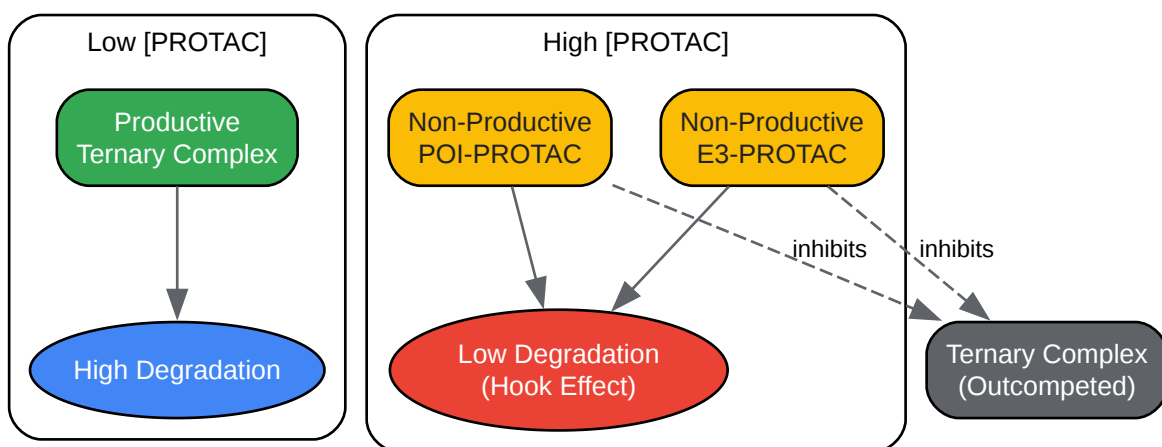 Low [PROTAC]
Productive
Ternary Complex
High Degradation
High [PROTAC]
Non-Productive
POI-PROTAC
Non-Productive
E3-PROTAC
inhibits
inhibits
Low Degradation
(Hook Effect)
Ternary Complex
(Outcompeted)